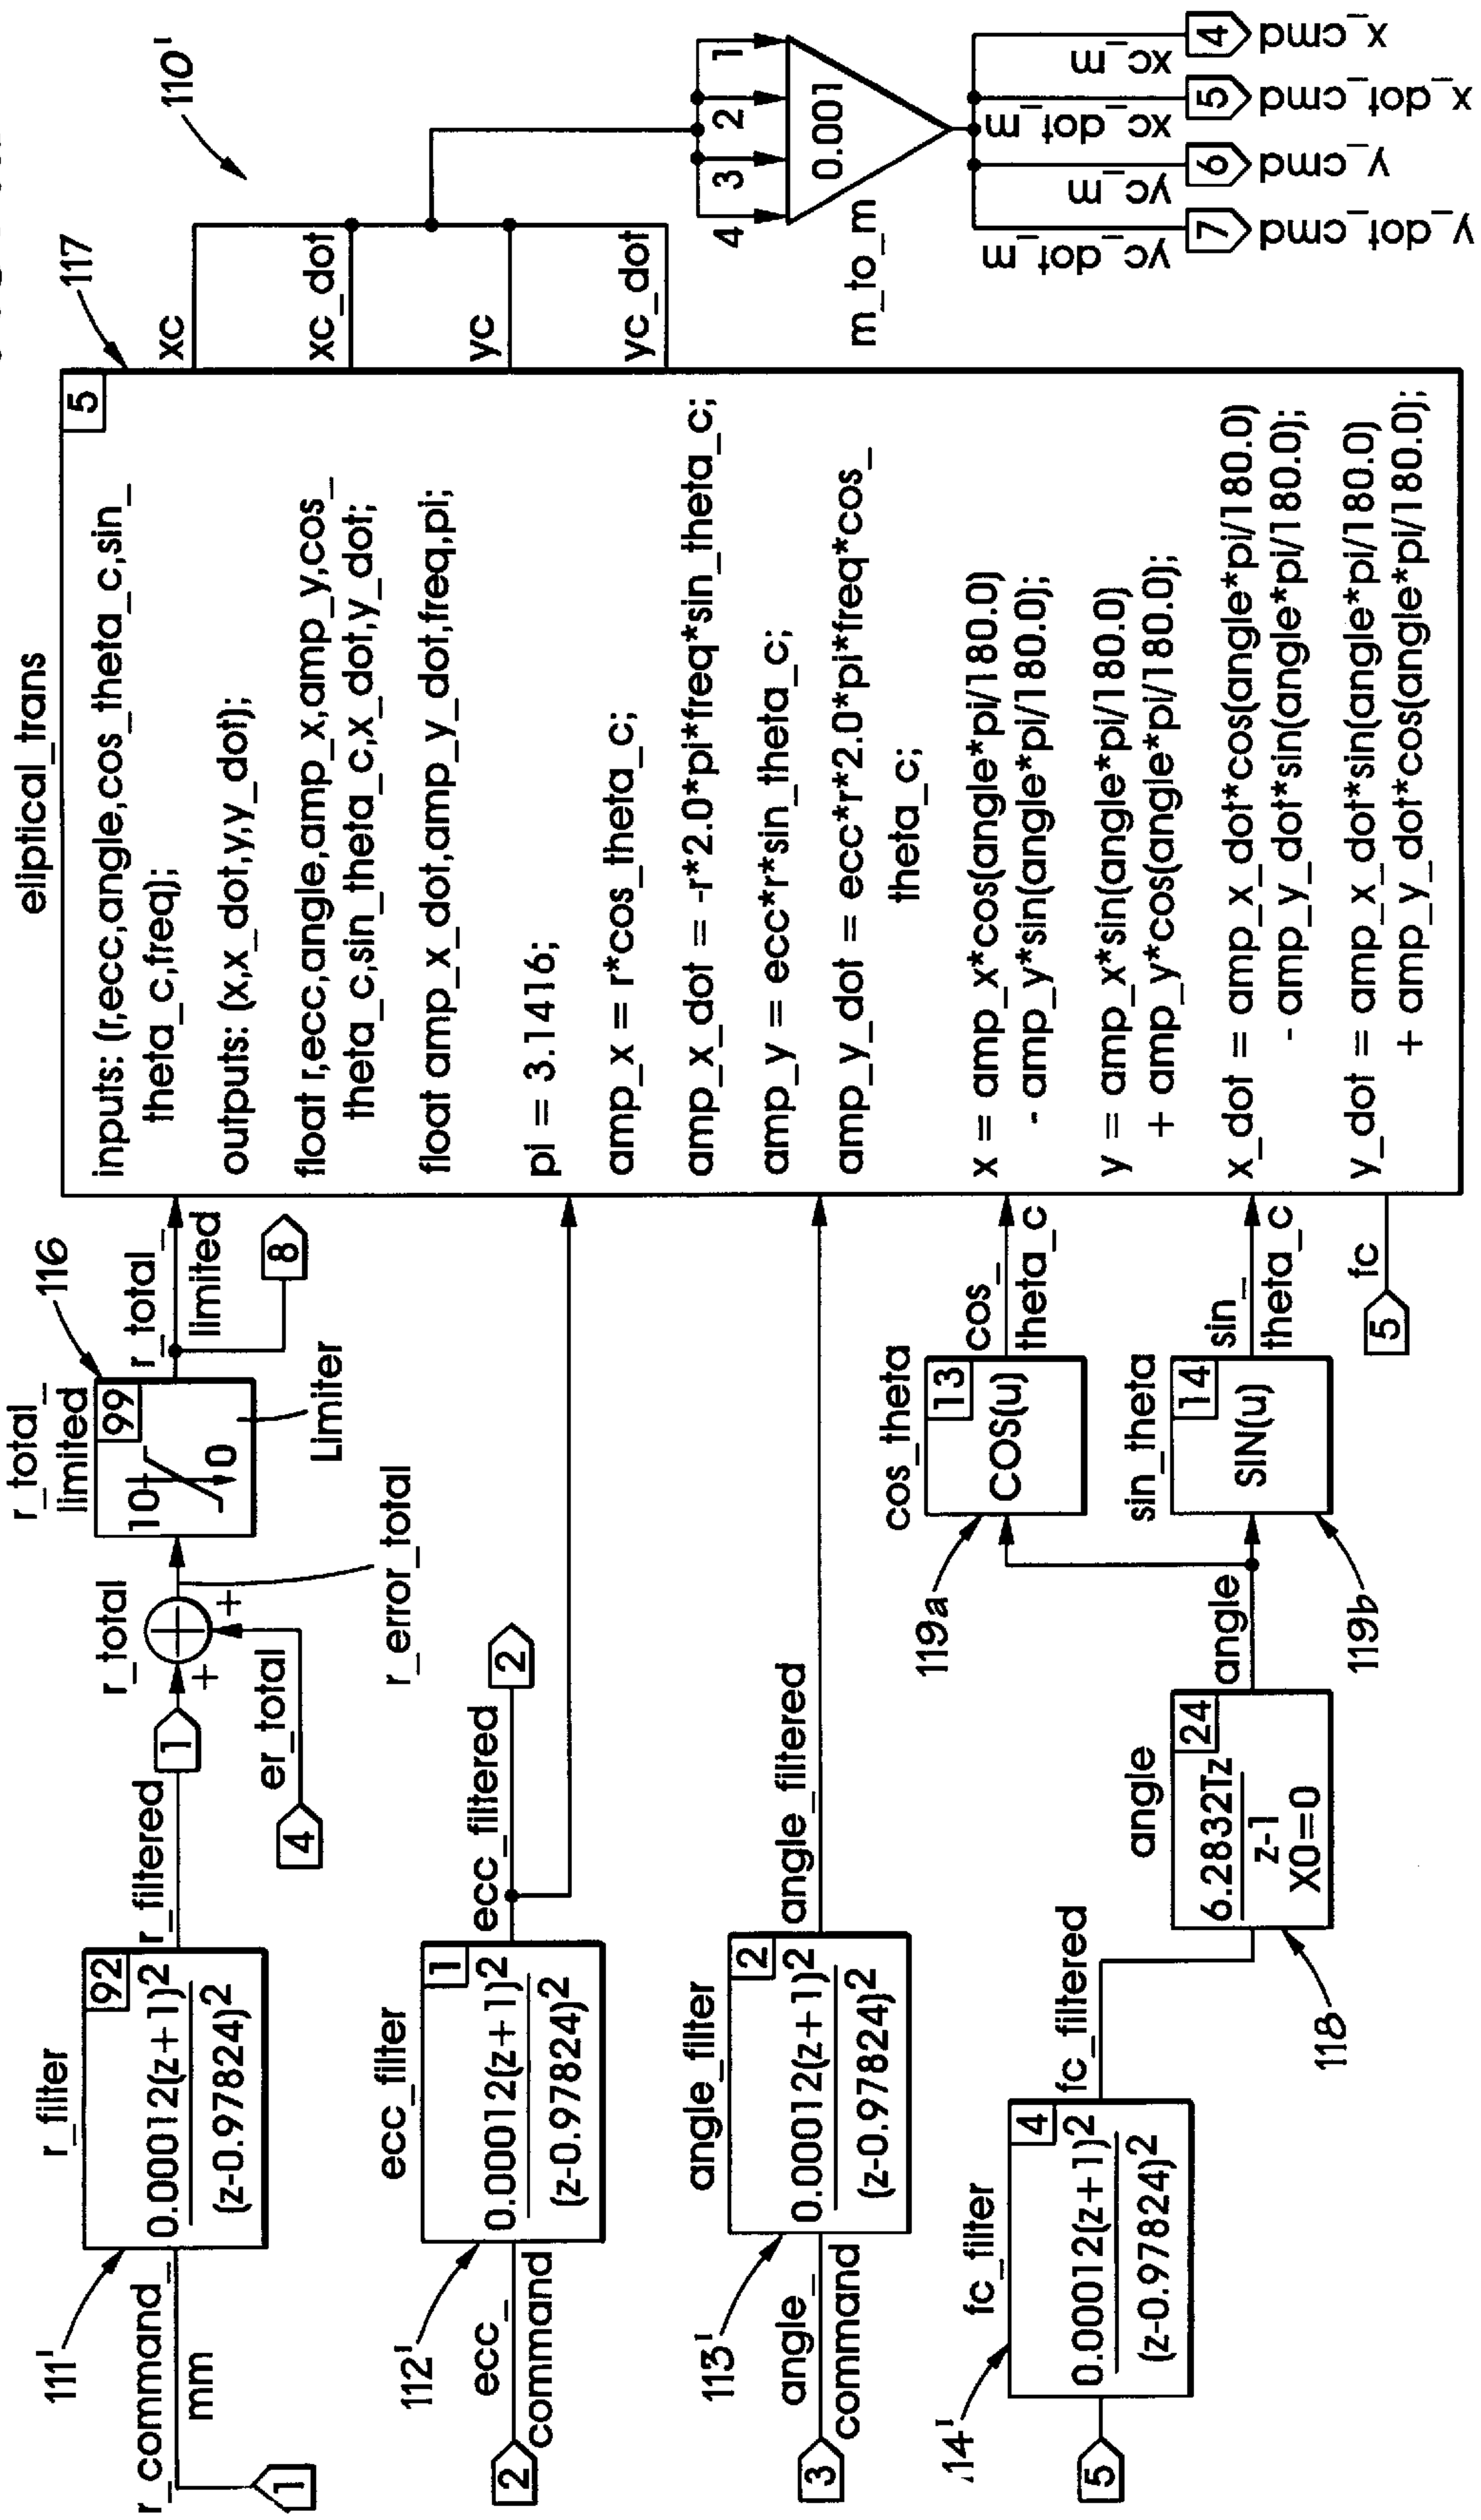 110'
r_filter
92
0.00012(z+1)2
(z-0.97824)2
111'
r_command_
mm
1
r_filtered
1
r_total
+
+
er_total
4
r_error_total
r_total_
limited
99
10
0
Limiter
116
r_total_
limited
8
ecc_filter
1
0.00012(z+1)2
(z-0.97824)2
112'
ecc_
command
2
ecc_filtered
2
angle_filter
2
0.00012(z+1)2
(z-0.97824)2
113'
angle_
command
3
angle_filtered
fc_filter
4
0.00012(z+1)2
(z-0.97824)2
114'
5
fc_filtered
angle
24
6.2832Tz
z-1
X0=0
118
angle
cos_theta
13
COS(u)
119a
cos_
theta_c
sin_theta
14
SIN(u)
119b
sin_
theta_c
5
fc
eliptical_trans
5
117
inputs: (r,ecc,angle,cos_theta_c,sin_
theta_c,freq);
outputs: (x,x_dot,y,y_dot);
float r,ecc,angle,amp_x,amp_y,cos_
theta_c,sin_theta_c,x_dot,y_dot;
float amp_x_dot,amp_y_dot,freq,pi;
pi = 3.1416;
amp_x = r*cos_theta_c;
amp_x_dot = -r*2.0*pi*freq*sin_theta_c;
amp_y = ecc*r*sin_theta_c;
amp_y_dot = ecc*r*2.0*pi*freq*cos_
theta_c;
x = amp_x*cos(angle*pi/180.0)
- amp_y*sin(angle*pi/180.0);
y = amp_x*sin(angle*pi/180.0)
+ amp_y*cos(angle*pi/180.0);
x_dot = amp_x_dot*cos(angle*pi/180.0)
- amp_y_dot*sin(angle*pi/180.0);
y_dot = amp_x_dot*sin(angle*pi/180.0)
+ amp_y_dot*cos(angle*pi/180.0);
xc
xc_dot
yc
yc_dot
1
2
3
4
0.001
m_to_m
xc_m
4
x_cmd
xc_dot_m
5
x_dot_cmd
yc_m
6
y_cmd
yc_dot_m
7
y_dot_cmd